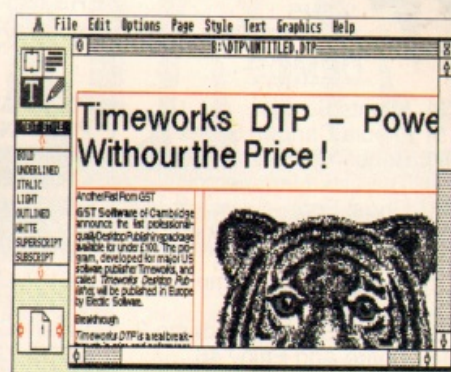 File Edit Options Page Style Text Graphics Help
B:\DTP\UNTITLED.DTP
T
TEXT STYLE
BOLD
UNDERLINED
ITALIC
LIGHT
OUTLINED
WHITE
SUPERSCRIPT
SUBSCRIPT
1
Timeworks DTP – Powe
Withour the Price !
Another First From GST
GST Software of Cambridge
announce the first professional-
quality Desktop Publishing package
available for under £100. The pro-
gram, developed for major US
software publisher Timeworks, and
called Timeworks Desktop Pub-
lisher, will be published in Europe
by Electric Software.
Breakthrough
Timeworks DTP is a real break-